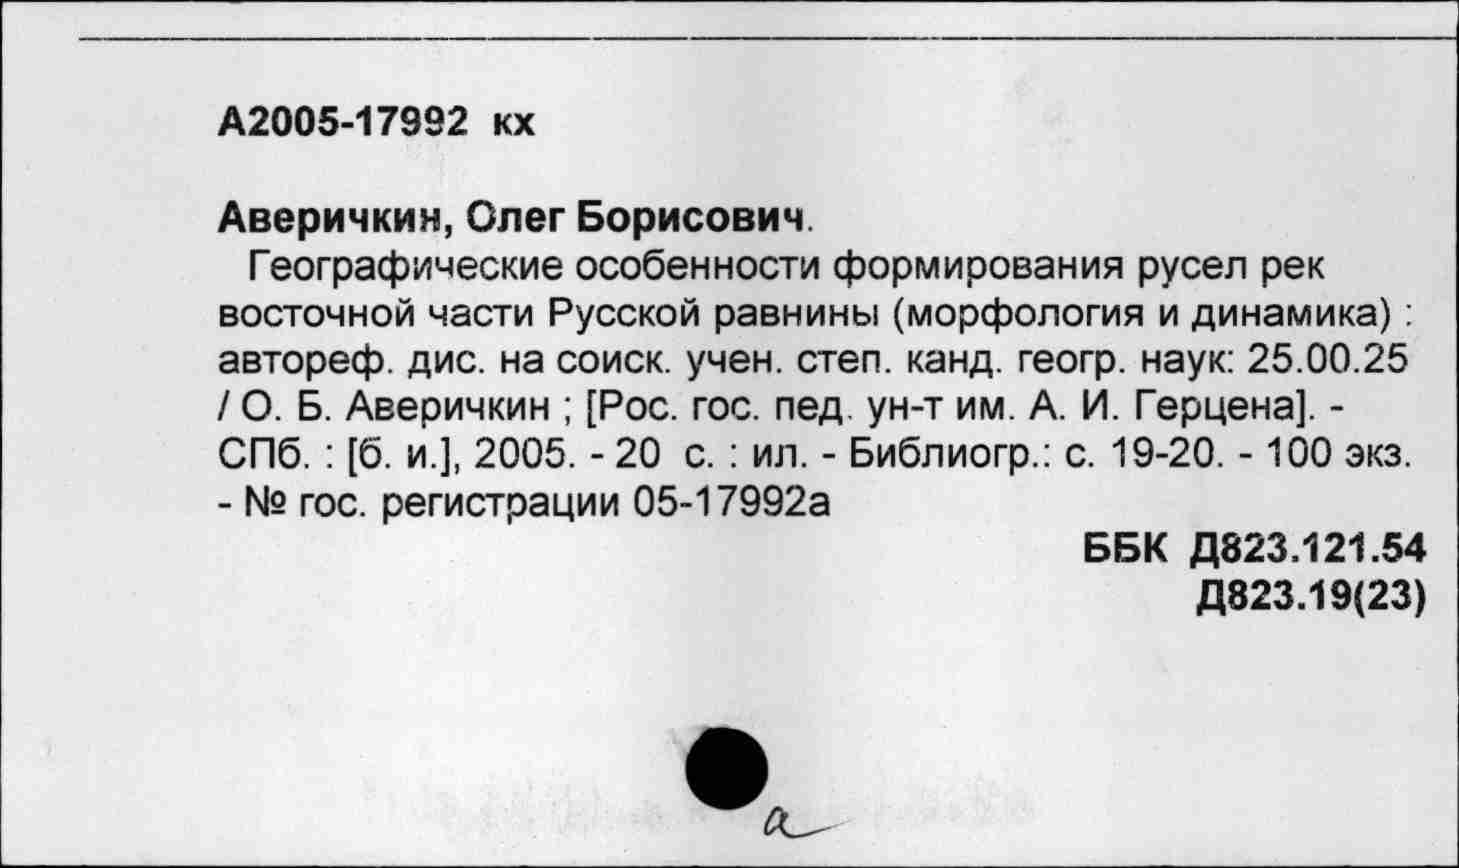 А2005-17992 кх
Аверичкин, Олег Борисович.
Географические особенности формирования русел рек
восточной части Русской равнины (морфология и динамика) :
автореф. дис. на соиск. учен. степ. канд. геогр. наук: 25.00.25
/ О. Б. Аверичкин ; [Рос. гос. пед. ун-т им. А. И. Герцена]. -
СПб. : [б. и.], 2005. - 20 с. : ил. - Библиогр.: с. 19-20. - 100 экз.
- № гос. регистрации 05-17992а
ББК Д823.121.54
Д823.19(23)
а